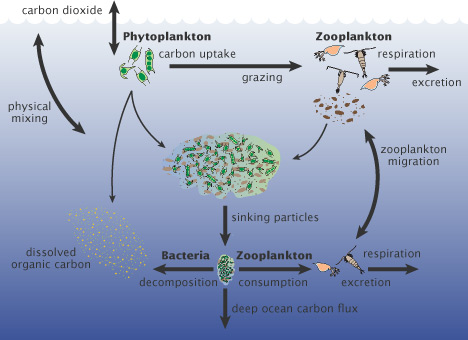 carbon dioxide
Phytoplankton
carbon uptake
Zooplankton
respiration
grazing
excretion
physical
mixing
zooplankton
migration
sinking particles
dissolved
organic carbon
Bacteria
decomposition
Zooplankton
consumption
respiration
excretion
deep ocean carbon flux